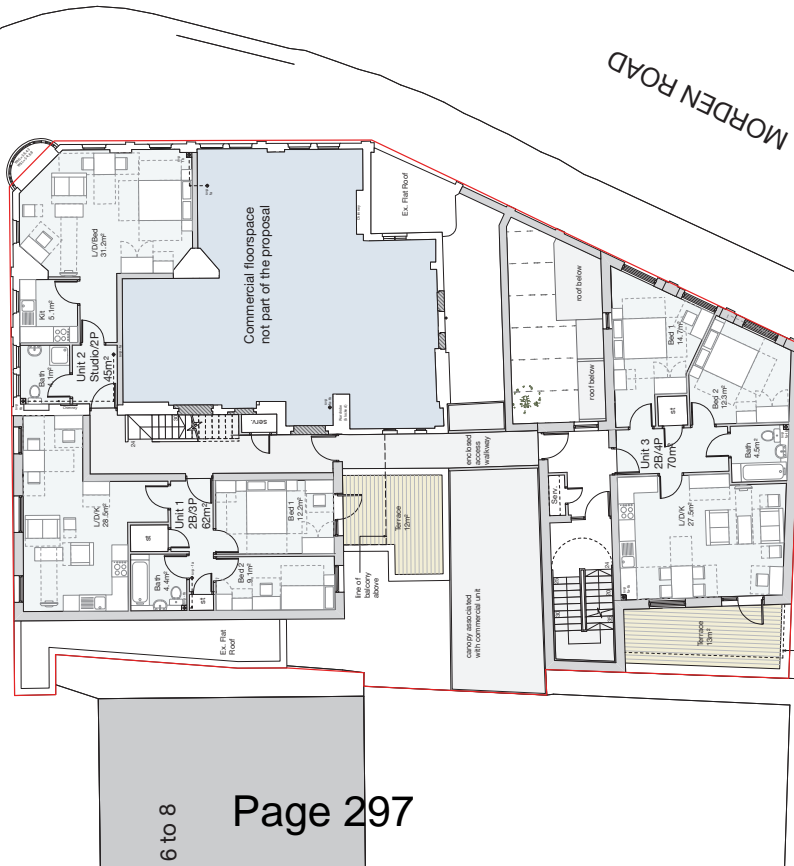 MORDEN ROAD
L/D/Bed
31.2m²
Kit
5.1m²
Bath
4.1m²
Unit 2
Studio/2P
45m²
Commercial floorspace
not part of the proposal
Ex. Flat Roof
roof below
roof below
Bed 1
14.7m²
Bed 2
12.3m²
st
Unit 3
2B/4P
70m²
Bath
4.5m²
L/D/K
27.5m²
Terrace
13m²
Serv.
enclosed
access
walkway
serv.
24
L/D/K
28.5m²
st
Unit 1
2B/3P
62m²
Bed 1
12.2m²
Bath
4.4m²
st
Bed 2
9.1m²
Terrace
12m²
line of
balcony
above
canopy associated
with commercial unit
Ex. Flat
Roof
6 to 8
Page 297